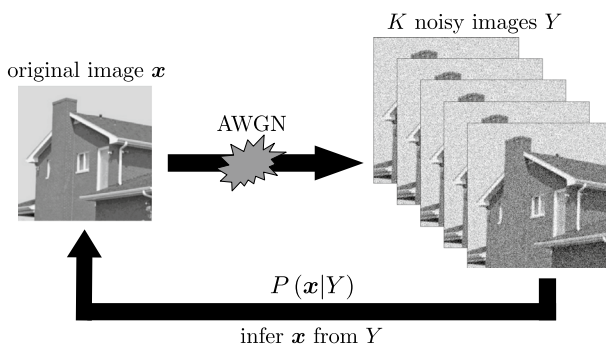 K noisy images Y
original image x
AWGN
P (x|Y)
infer x from Y